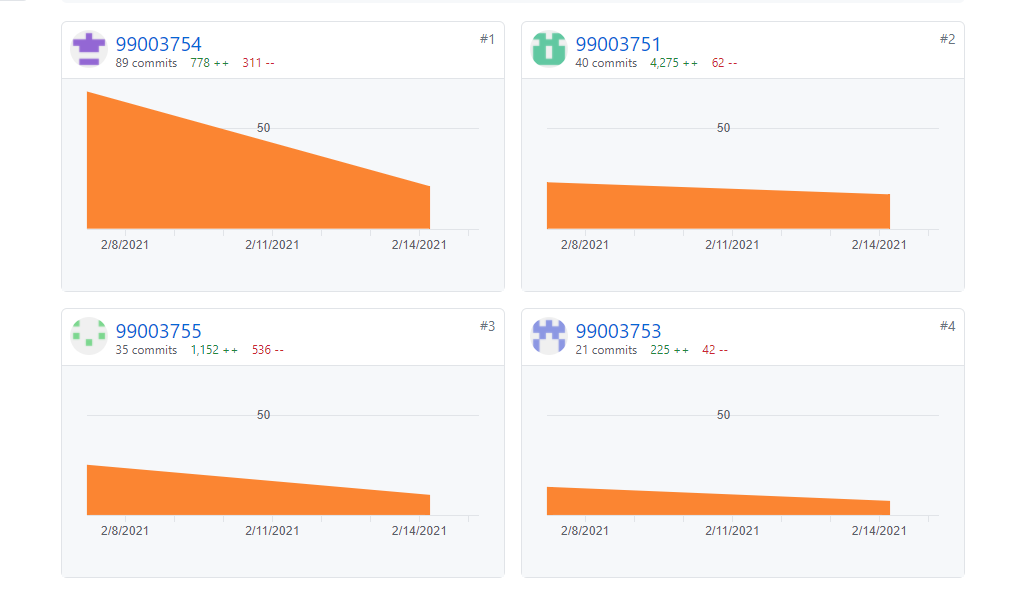 99003754
#1
89 commits 778 ++ 311 --
50
2/8/2021 2/11/2021 2/14/2021
99003751
#2
40 commits 4,275 ++ 62 --
50
2/8/2021 2/11/2021 2/14/2021
99003755
#3
35 commits 1,152 ++ 536 --
50
2/8/2021 2/11/2021 2/14/2021
99003753
#4
21 commits 225 ++ 42 --
50
2/8/2021 2/11/2021 2/14/2021